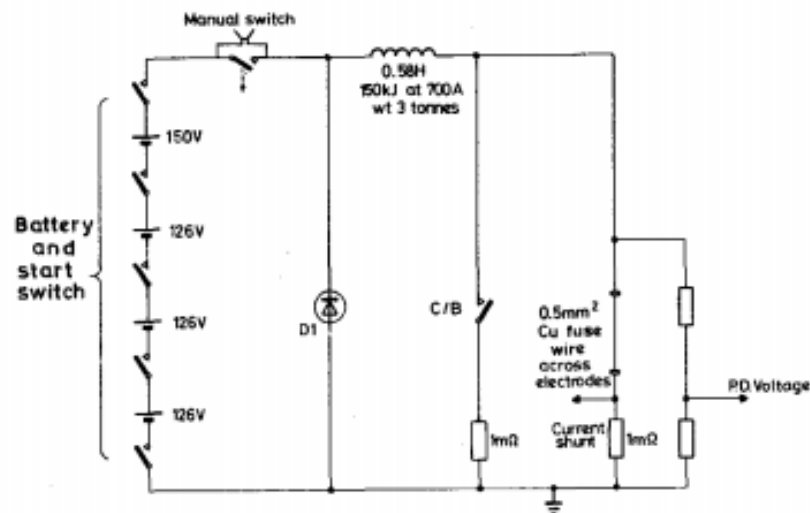 Manual switch
0.58H
150kJ at 700A
wt 3 tonnes
150V
Battery
and
start
switch
126V
126V
126V
D1
C/B
0.5mm²
Cu fuse
wire
across
electrodes
P.D. Voltage
1mΩ
Current
shunt
1mΩ